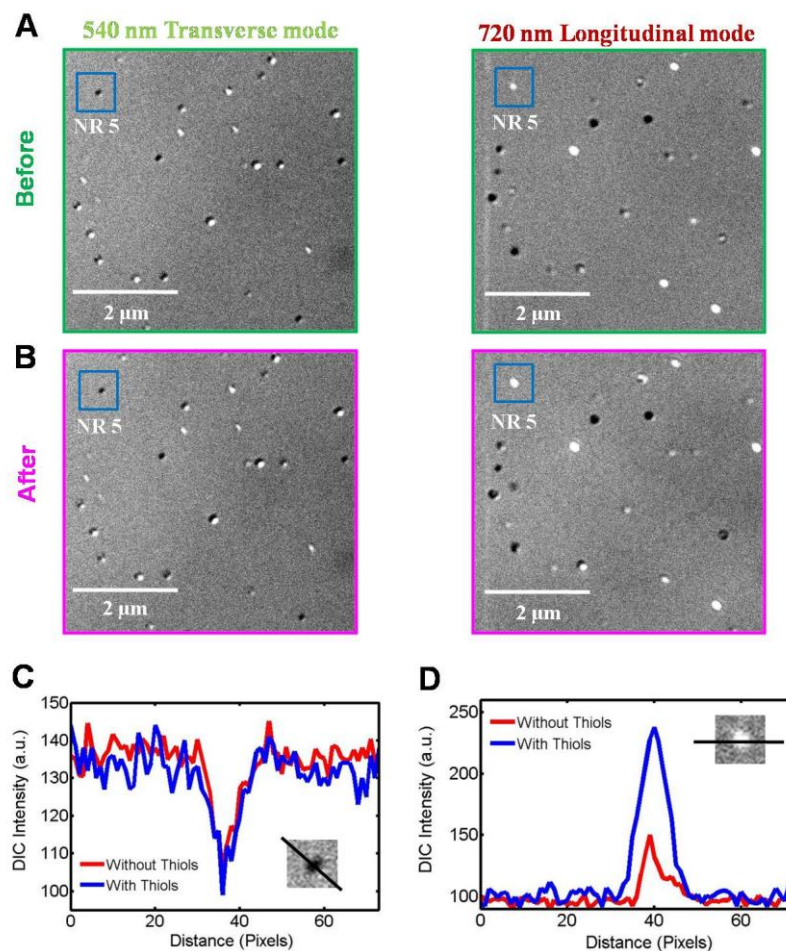 A
540 nm Transverse mode
720 nm Longitudinal mode
Before
NR 5
2 µm
NR 5
2 µm
B
After
NR 5
2 µm
NR 5
2 µm
C
DIC Intensity (a.u.)
150
140
130
120
110
100
Without Thiols
With Thiols
0 20 40 60
Distance (Pixels)
D
DIC Intensity (a.u.)
250
200
150
100
Without Thiols
With Thiols
0 20 40 60
Distance (Pixels)